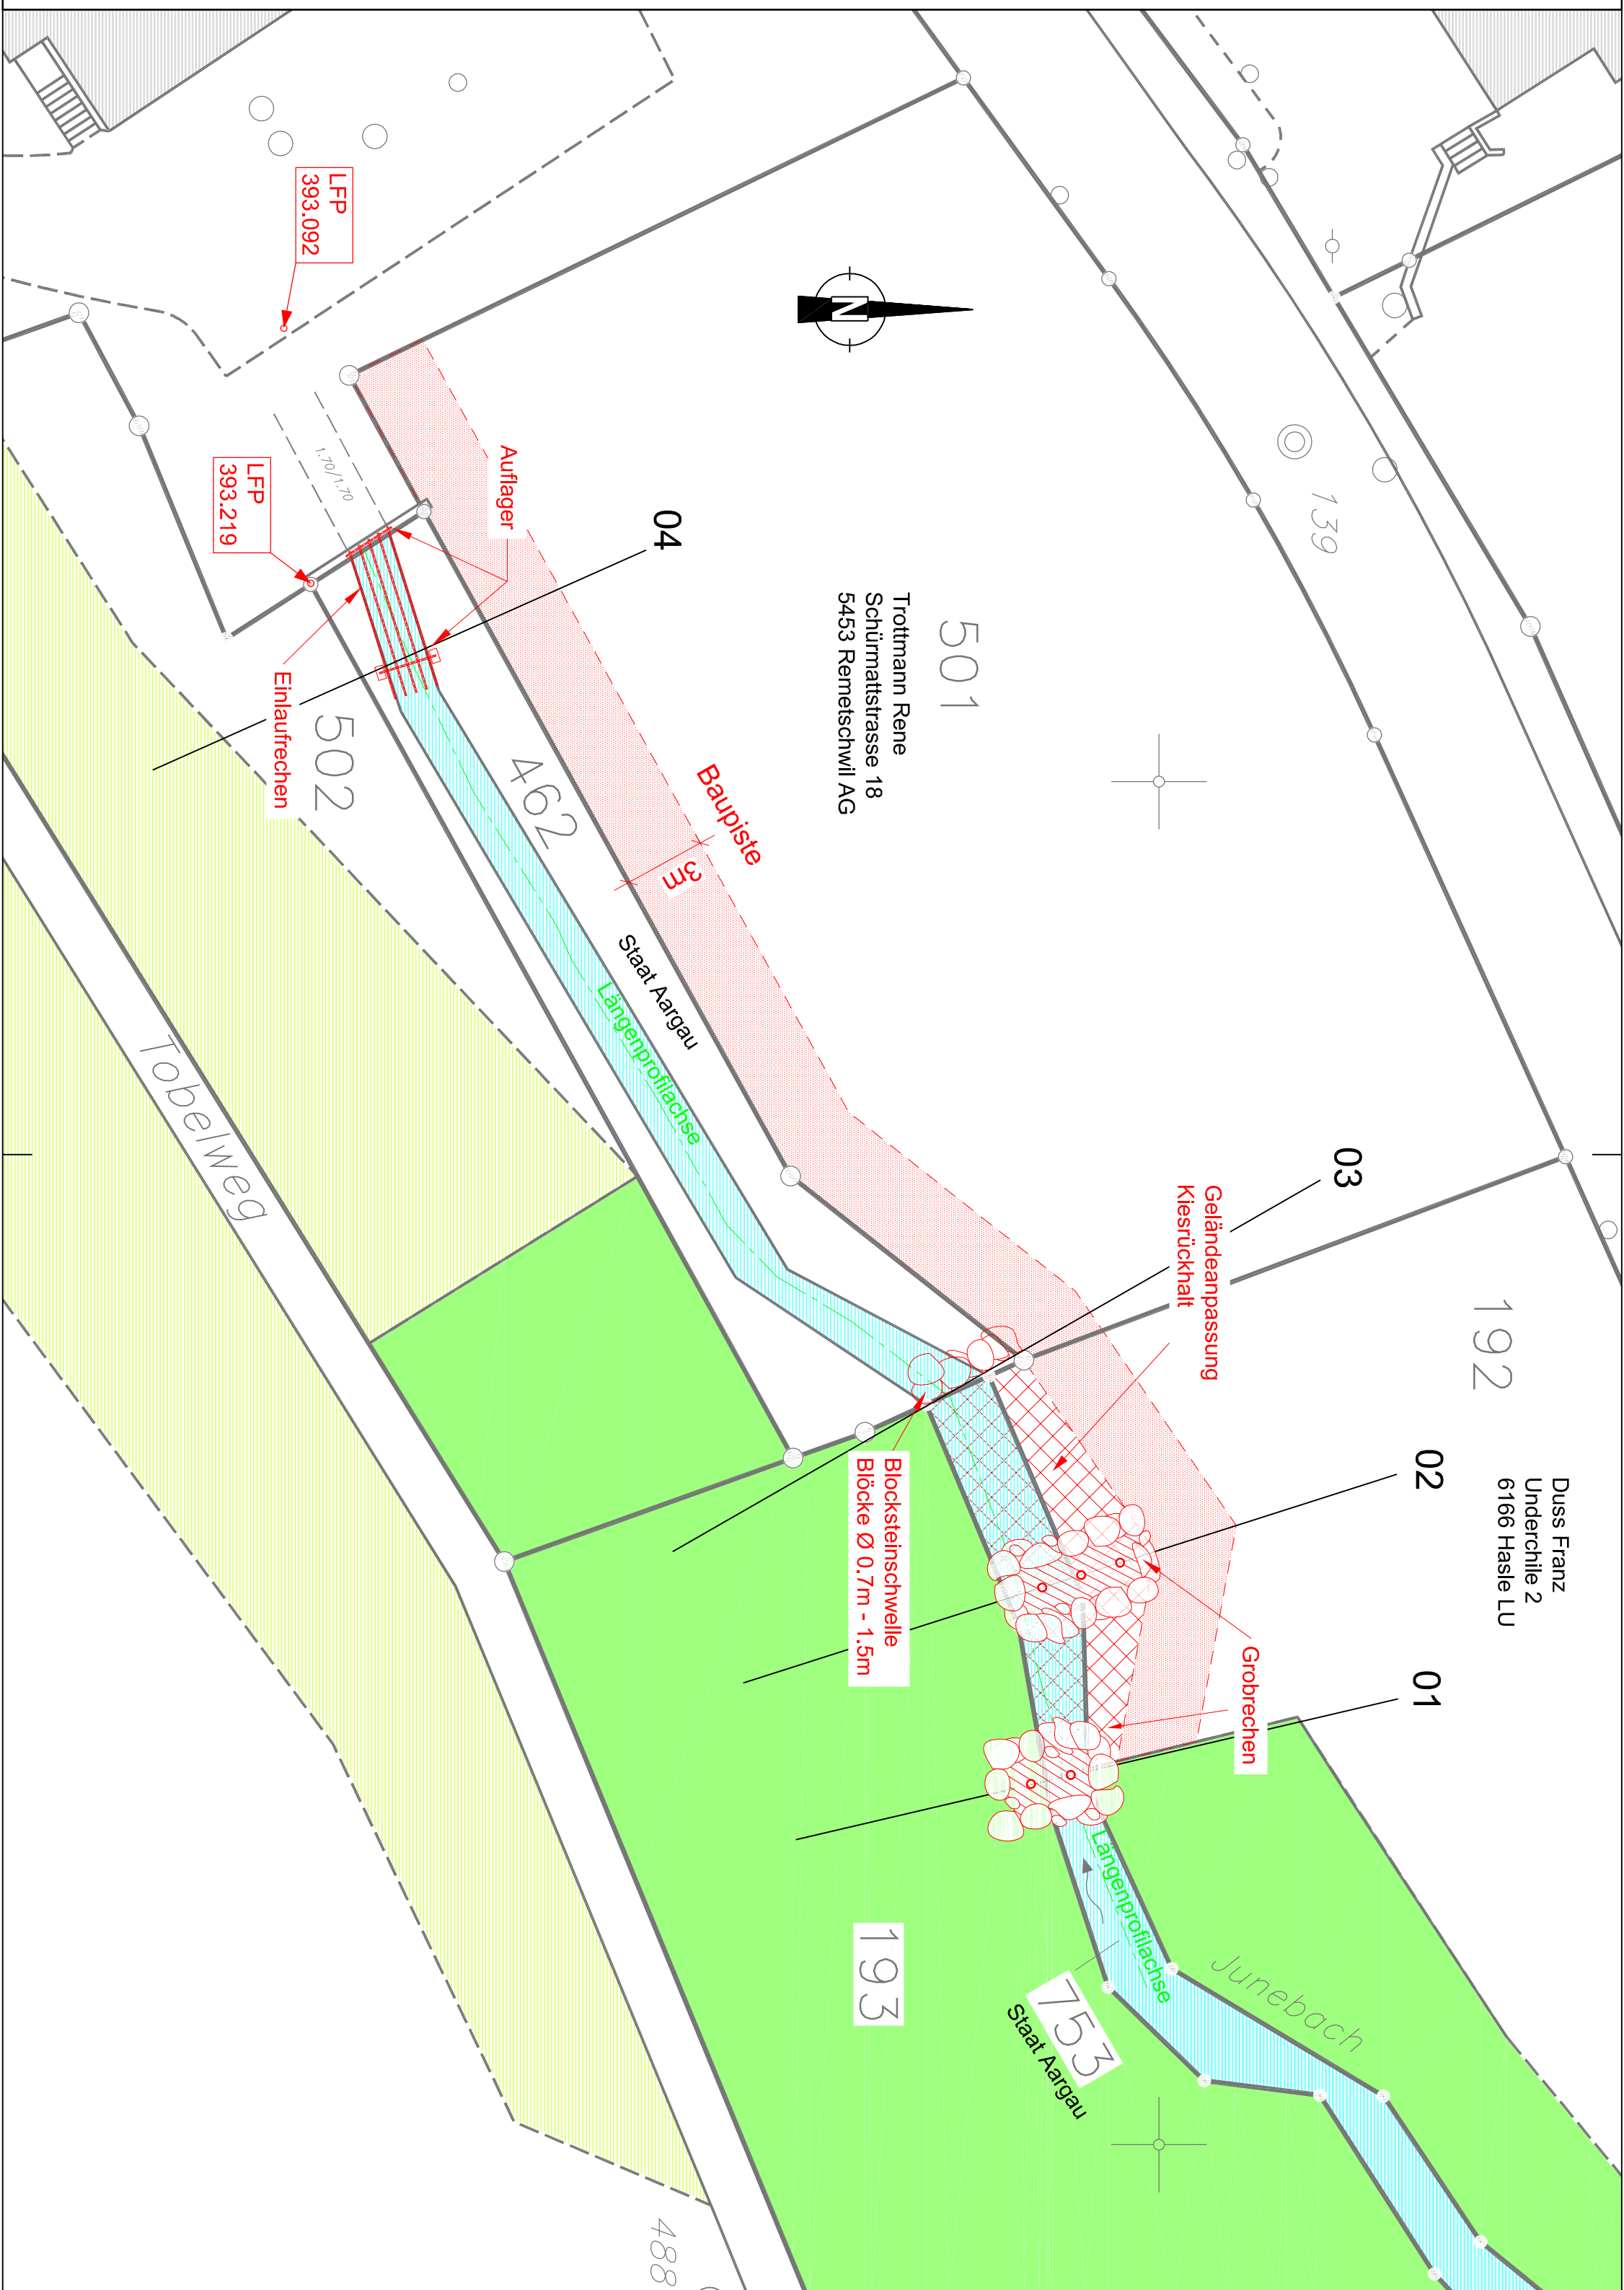 139
192
Duss Franz
Underchile 2
6166 Hasle LU
03
02
01
Geländeanpassung
Kiesrückhalt
Grobrechen
501
Trottmann Rene
Schürmattstrasse 18
5453 Remetschwil AG
N
04
Baupiste
3m
Auflager
LFP
393.092
1.70/1.70
LFP
393.219
Einlaufrechen
502
462
Staat Aargau
Längenprofilachse
Blocksteinschwelle
Blöcke Ø 0.7m - 1.5m
Längenprofilachse
Junebach
753
Staat Aargau
193
Tobelweg
488